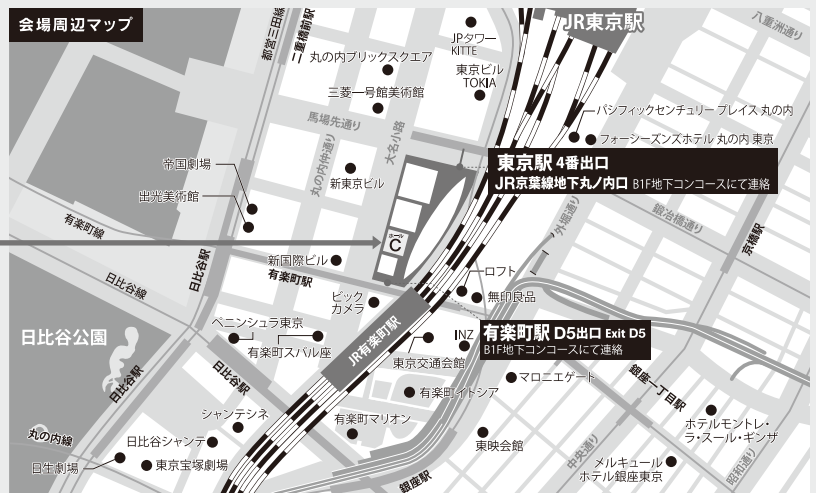 会場周辺マップ
JR東京駅
八重洲通り
都営三田線
二重橋前駅
JPタワー
KITTE
丸の内ブリックスクエア
東京ビル
TOKIA
三菱一号館美術館
パシフィックセンチュリー プレイス 丸の内
馬場先通り
大名小路
フォーシーズンズホテル 丸の内 東京
帝国劇場
丸の内仲通り
新東京ビル
東京駅 4番出口
JR京葉線地下丸ノ内口 B1F地下コンコースにて連絡
出光美術館
外堀通り
鍛冶橋通り
京橋駅
有楽町線
ホール
C
日比谷線
日比谷駅
新国際ビル
有楽町駅
ロフト
無印良品
ビック
カメラ
JR有楽町駅
日比谷公園
ペニンシュラ東京
有楽町スバル座
INZ
有楽町駅 D5出口 Exit D5
B1F地下コンコースにて連絡
東京交通会館
日比谷駅
日比谷駅
有楽町イトシア
マロニエゲート
銀座一丁目駅
シャンテシネ
有楽町マリオン
丸の内線
日比谷シャンテ
東映会館
ホテルモントレ・
ラ・スール・ギンザ
日生劇場
東京宝塚劇場
銀座駅
中央通り
メルキュール
ホテル銀座東京
昭和通り